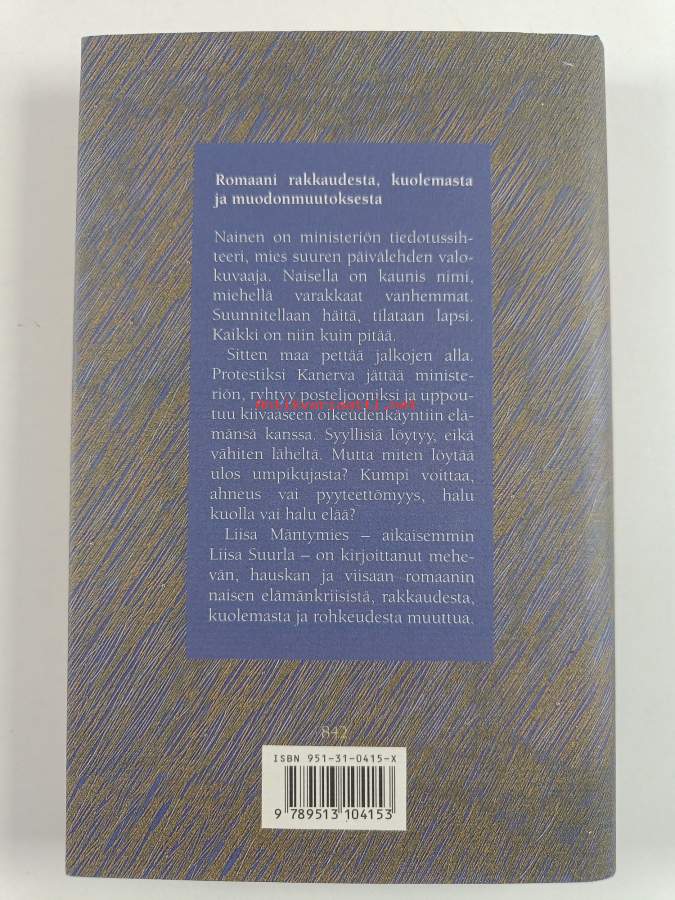 Romaani rakkaudesta, kuolemasta
ja muodonmuutoksesta
Nainen on ministeriön tiedotussih-
teeri, mies suuren päivälehden valo-
kuvaaja. Naisella on kaunis nimi,
miehellä varakkaat vanhemmat.
Suunnitellaan häitä, tilataan lapsi.
Kaikki on niin kuin pitää.
Sitten maa pettää jalkojen alla.
Protestiksi Kanerva jättää ministe-
riön, ryhtyy posteljooniksi ja uppou-
tuu kiivaaseen oikeudenkäyntiin elä-
mänsä kanssa. Syyllisiä löytyy, eikä
vähiten läheltä. Mutta miten löytää
ulos umpikujasta? Kumpi voittaa,
ahneus vai pyyteettömyys, halu
kuolla vai halu elää?
Liisa Mäntymies – aikaisemmin
Liisa Suurla – on kirjoittanut mehe-
vän, hauskan ja viisaan romaanin
naisen elämänkriisistä, rakkaudesta,
kuolemasta ja rohkeudesta muuttua.
842
ISBN 951-31-0415-X
9 789513 104153